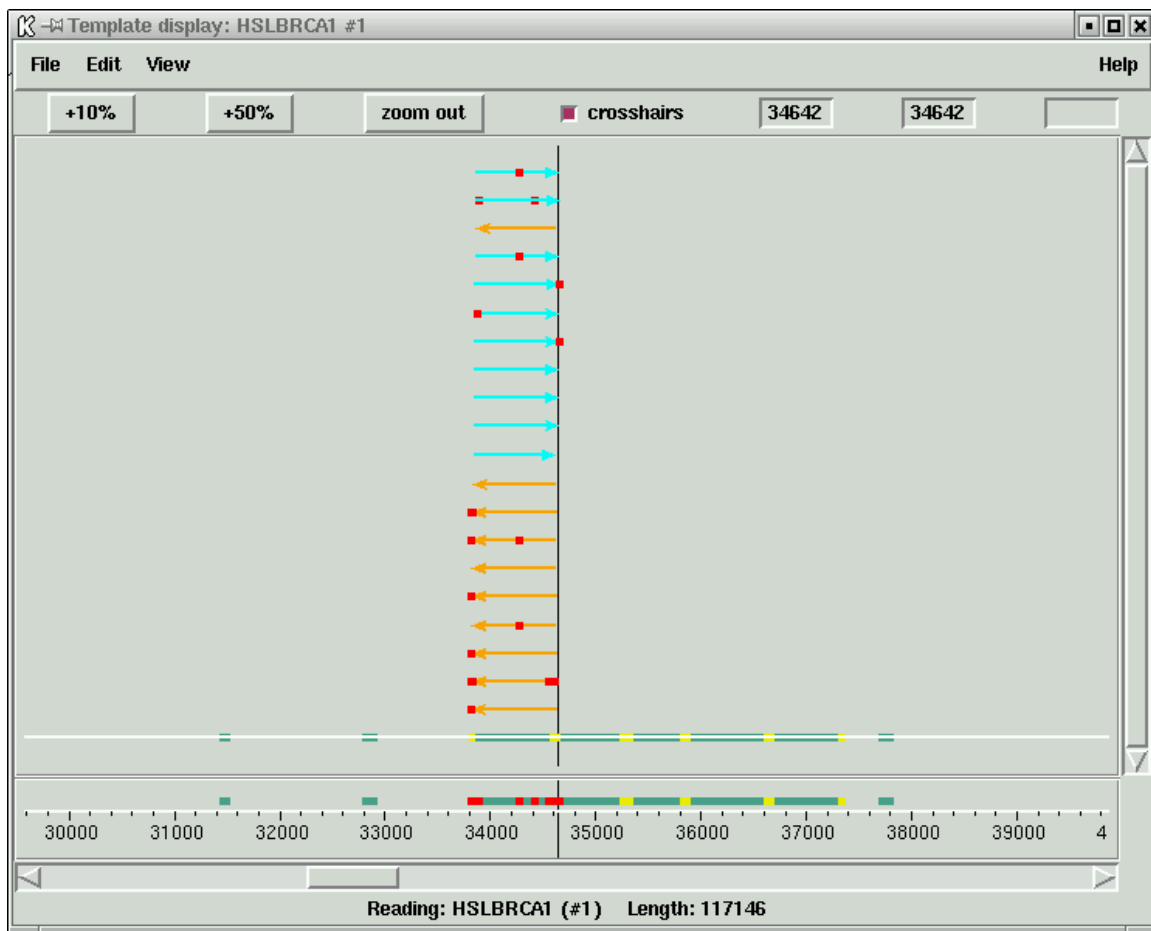 Template display: HSLBRCA1 #1
File Edit View Help
+10% +50% zoom out crosshairs 34642 34642
30000 31000 32000 33000 34000 35000 36000 37000 38000 39000 4
Reading: HSLBRCA1 (#1) Length: 117146